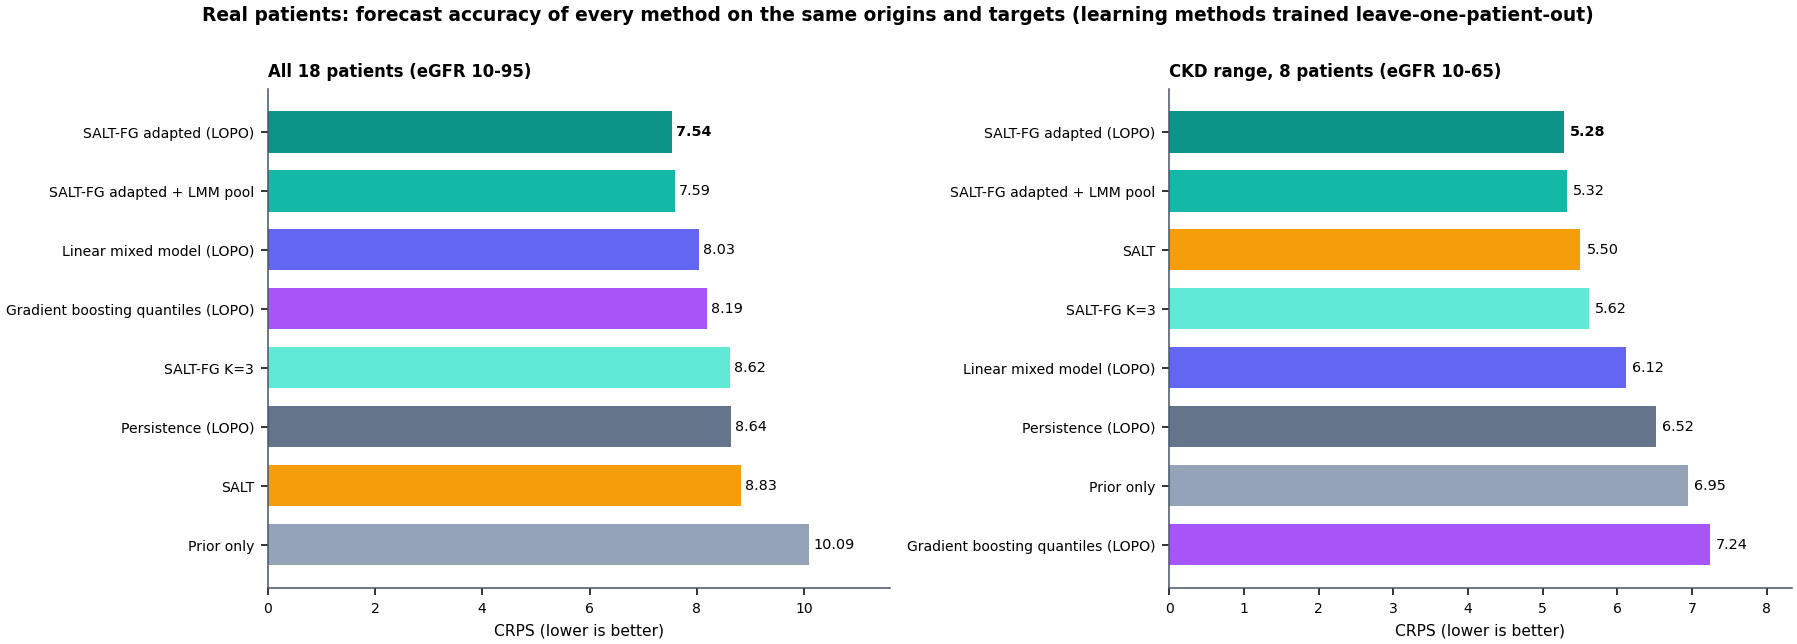 Real patients: forecast accuracy of every method on the same origins and targets (learning methods trained leave-one-patient-out)
All 18 patients (eGFR 10-95)
SALT-FG adapted (LOPO) 7.54
SALT-FG adapted + LMM pool 7.59
Linear mixed model (LOPO) 8.03
Gradient boosting quantiles (LOPO) 8.19
SALT-FG K=3 8.62
Persistence (LOPO) 8.64
SALT 8.83
Prior only 10.09
0 2 4 6 8 10
CRPS (lower is better)
CKD range, 8 patients (eGFR 10-65)
SALT-FG adapted (LOPO) 5.28
SALT-FG adapted + LMM pool 5.32
SALT 5.50
SALT-FG K=3 5.62
Linear mixed model (LOPO) 6.12
Persistence (LOPO) 6.52
Prior only 6.95
Gradient boosting quantiles (LOPO) 7.24
0 1 2 3 4 5 6 7 8
CRPS (lower is better)